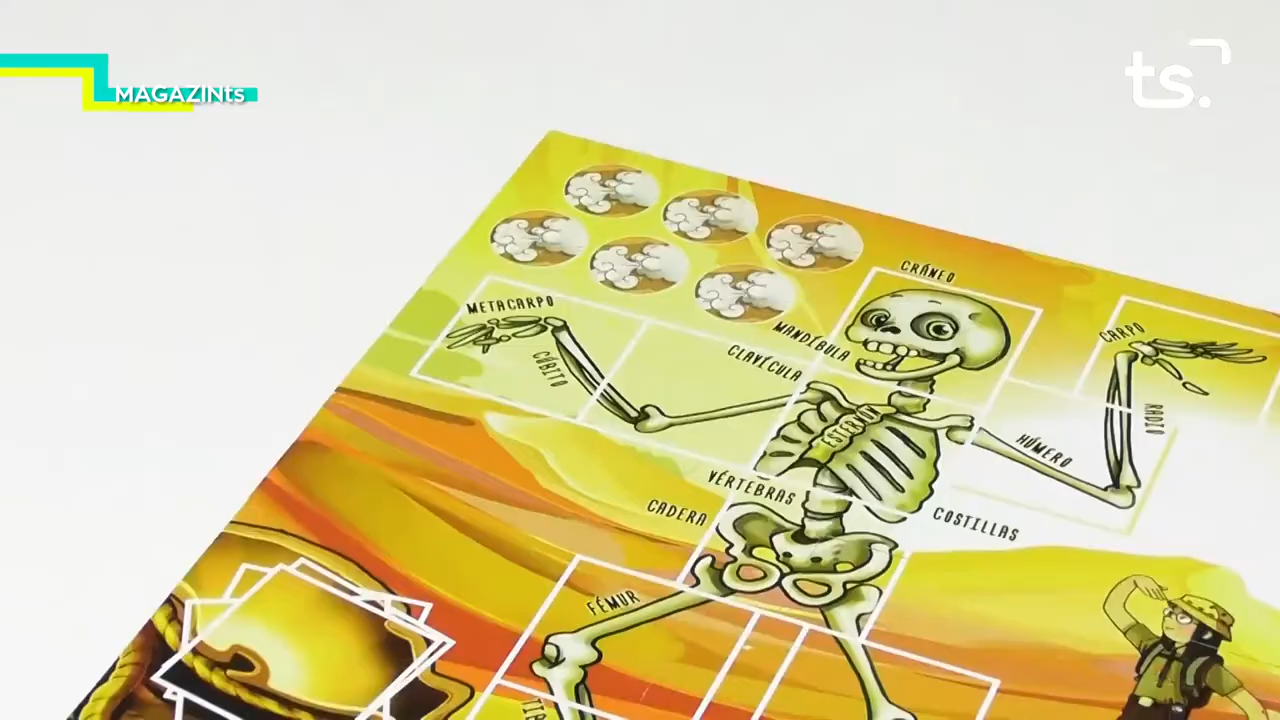 MAGAZINts
ts.
CRÁNEO
METACARPO
MANDÍBULA
CARPO
CLAVÍCULA
CÚBITO
RADIO
ESTERNÓN
HÚMERO
VÉRTEBRAS
CADERA
COSTILLAS
FÉMUR